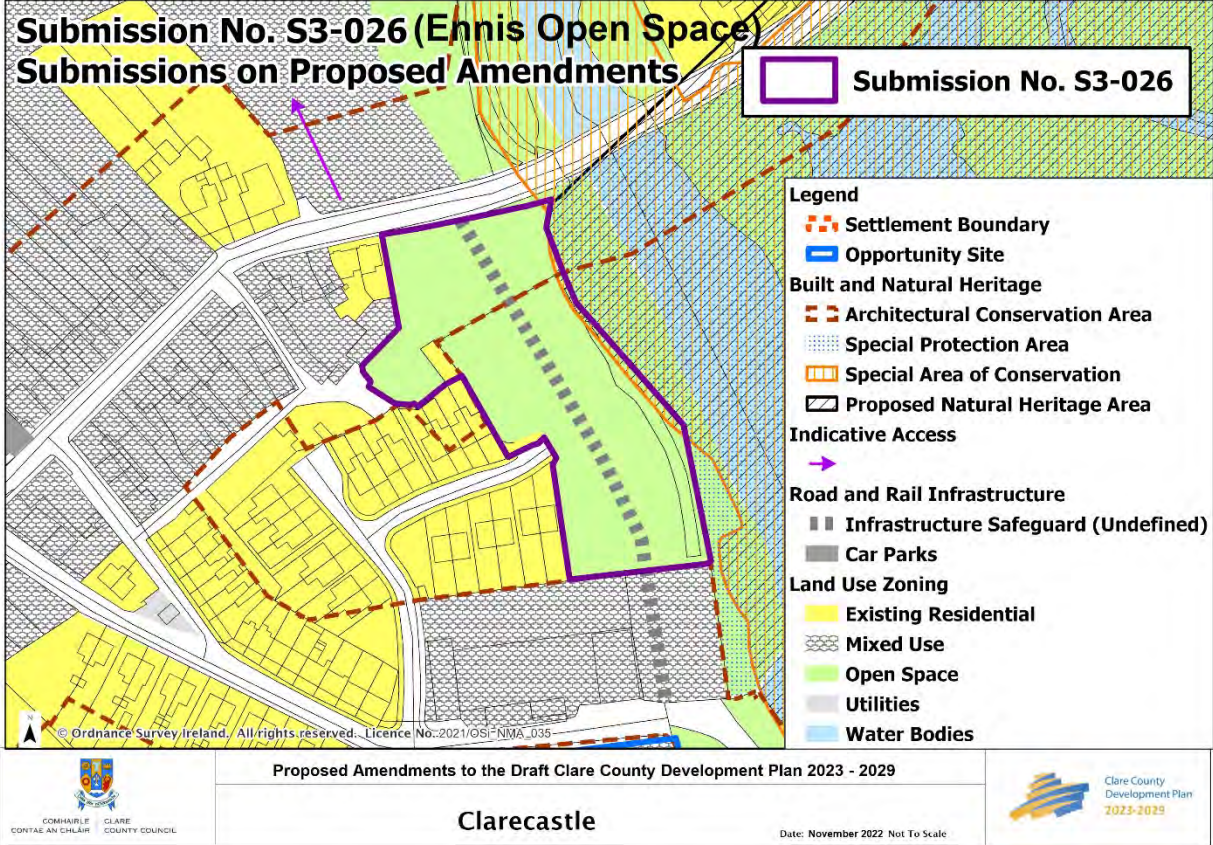 Submission No. S3-026 (Ennis Open Space)
Submissions on Proposed Amendments
Submission No. S3-026
Legend
Settlement Boundary
Opportunity Site
Built and Natural Heritage
Architectural Conservation Area
Special Protection Area
Special Area of Conservation
Proposed Natural Heritage Area
Indicative Access
Road and Rail Infrastructure
Infrastructure Safeguard (Undefined)
Car Parks
Land Use Zoning
Existing Residential
Mixed Use
Open Space
Utilities
Water Bodies
N
© Ordnance Survey Ireland. All rights reserved. Licence No. 2021/OSi_NMA_035
Proposed Amendments to the Draft Clare County Development Plan 2023 - 2029
Clarecastle
Date: November 2022 Not To Scale
COMHAIRLE CLARE
CONTAE AN CHLÁIR COUNTY COUNCIL
Clare County
Development Plan
2023-2029